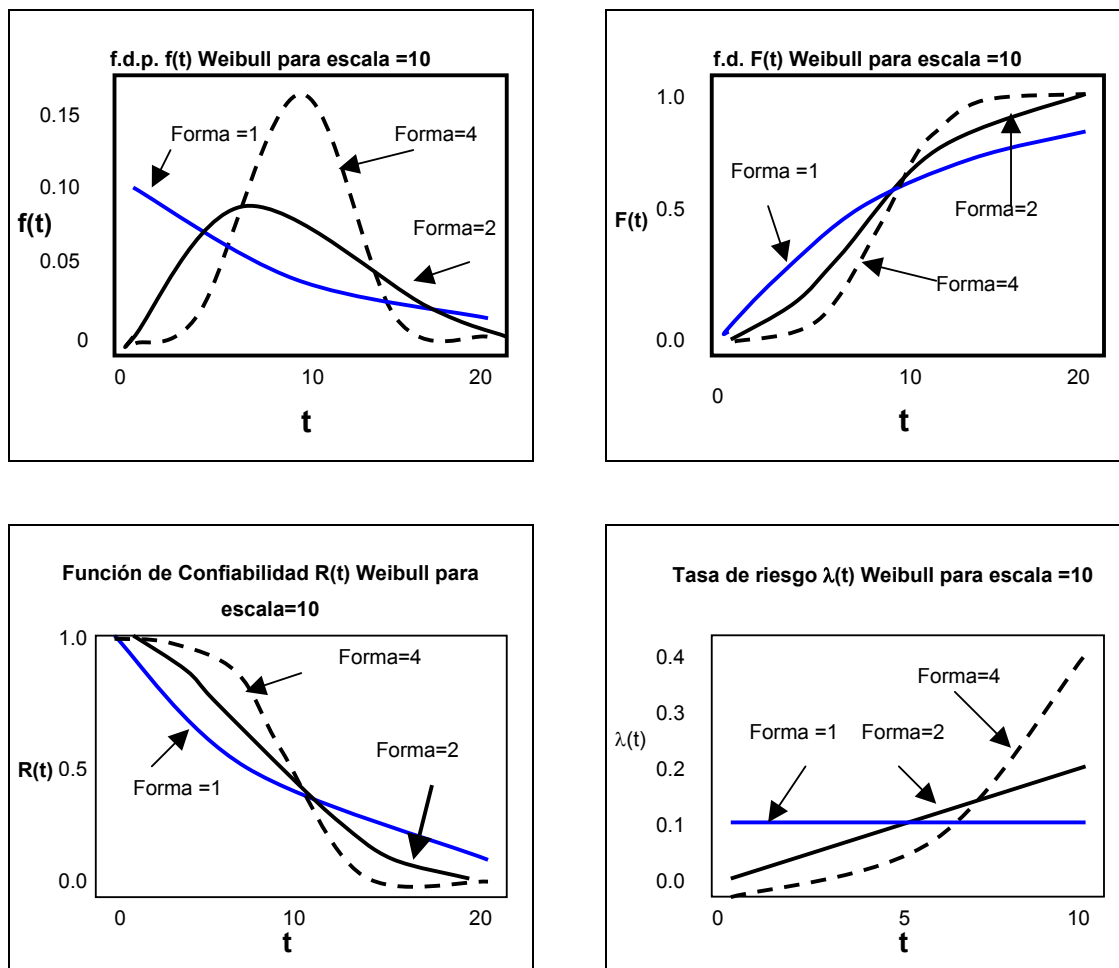 f.d.p. f(t) Weibull para escala =10
0.15
Forma =1
Forma=4
0.10
f(t)
Forma=2
0.05
0
0 10 20
t
f.d. F(t) Weibull para escala =10
1.0
Forma =1
0.5
F(t)
Forma=2
Forma=4
0.0
0 10 20
t
Función de Confiabilidad R(t) Weibull para
escala=10
1.0
Forma=4
Forma=2
R(t)
0.5
Forma =1
0.0
0 10 20
t
Tasa de riesgo λ(t) Weibull para escala =10
0.4
Forma=4
0.3
Forma =1 Forma=2
λ(t)
0.2
0.1
0.0
0 5 10
t